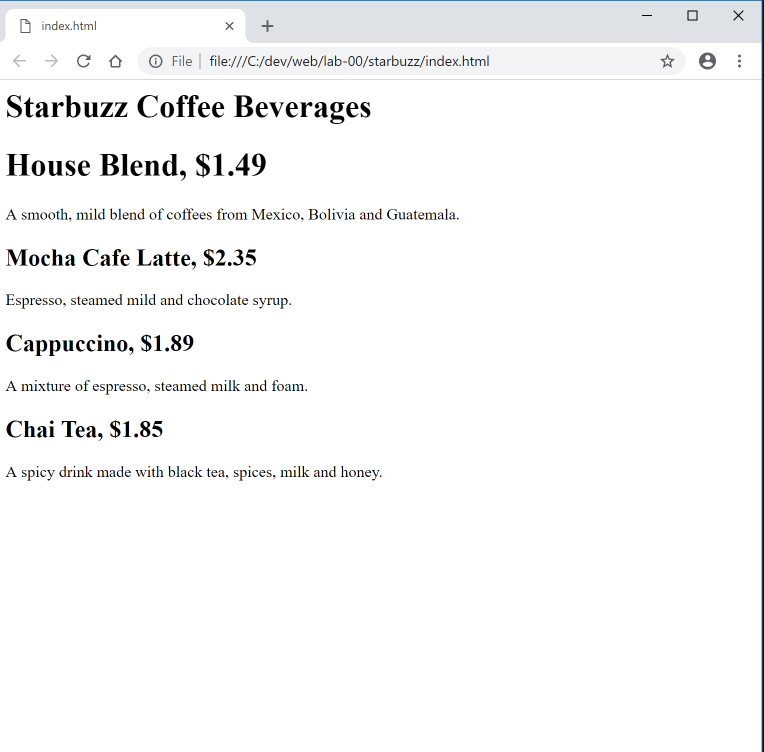 index.html
File
file:///C:/dev/web/lab-00/starbuzz/index.html
Starbuzz Coffee Beverages
House Blend, $1.49
A smooth, mild blend of coffees from Mexico, Bolivia and Guatemala.
Mocha Cafe Latte, $2.35
Espresso, steamed mild and chocolate syrup.
Cappuccino, $1.89
A mixture of espresso, steamed milk and foam.
Chai Tea, $1.85
A spicy drink made with black tea, spices, milk and honey.